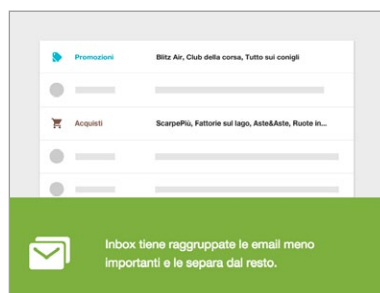 Promozioni Blitz Air, Club della corsa, Tutto sui conigli
Acquisti ScarpePiù, Fattorie sul lago, Aste&Aste, Ruote in...
Inbox tiene raggruppate le email meno
importanti e le separa dal resto.